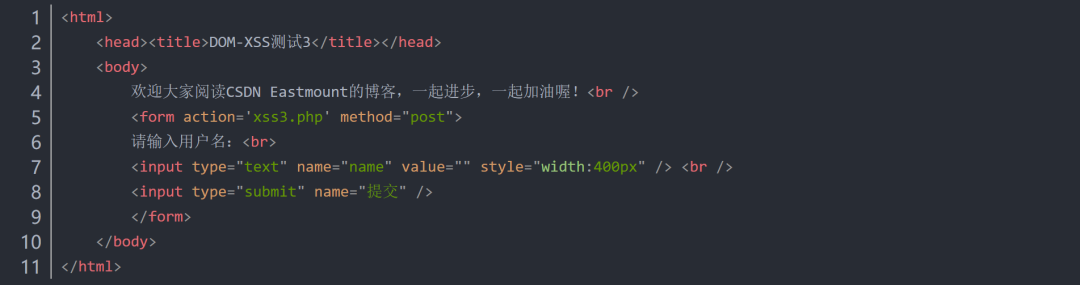 1 <html>
2     <head><title>DOM-XSS测试3</title></head>
3     <body>
4         欢迎大家阅读CSDN Eastmount的博客，一起进步，一起加油喔！<br />
5         <form action='xss3.php' method="post">
6         请输入用户名：<br>
7         <input type="text" name="name" value="" style="width:400px" /> <br />
8         <input type="submit" name="提交" />
9         </form>
10     </body>
11 </html>